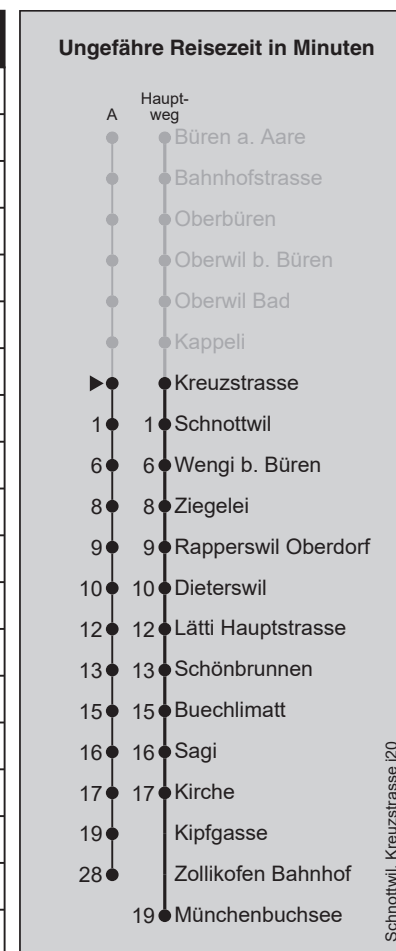 Ungefähre Reisezeit in Minuten
Haupt-
A weg
Büren a. Aare
Bahnhofstrasse
Oberbüren
Oberwil b. Büren
Oberwil Bad
Kappeli
Kreuzstrasse
1 1 Schnottwil
6 6 Wengi b. Büren
8 8 Ziegelei
9 9 Rapperswil Oberdorf
10 10 Dieterswil
12 12 Lätti Hauptstrasse
13 13 Schönbrunnen
15 15 Buechlimatt
16 16 Sagi
17 17 Kirche
19 Kipfgasse
28 Zollikofen Bahnhof
19 Münchenbuchsee
Schnottwil, Kreuzstrasse j20